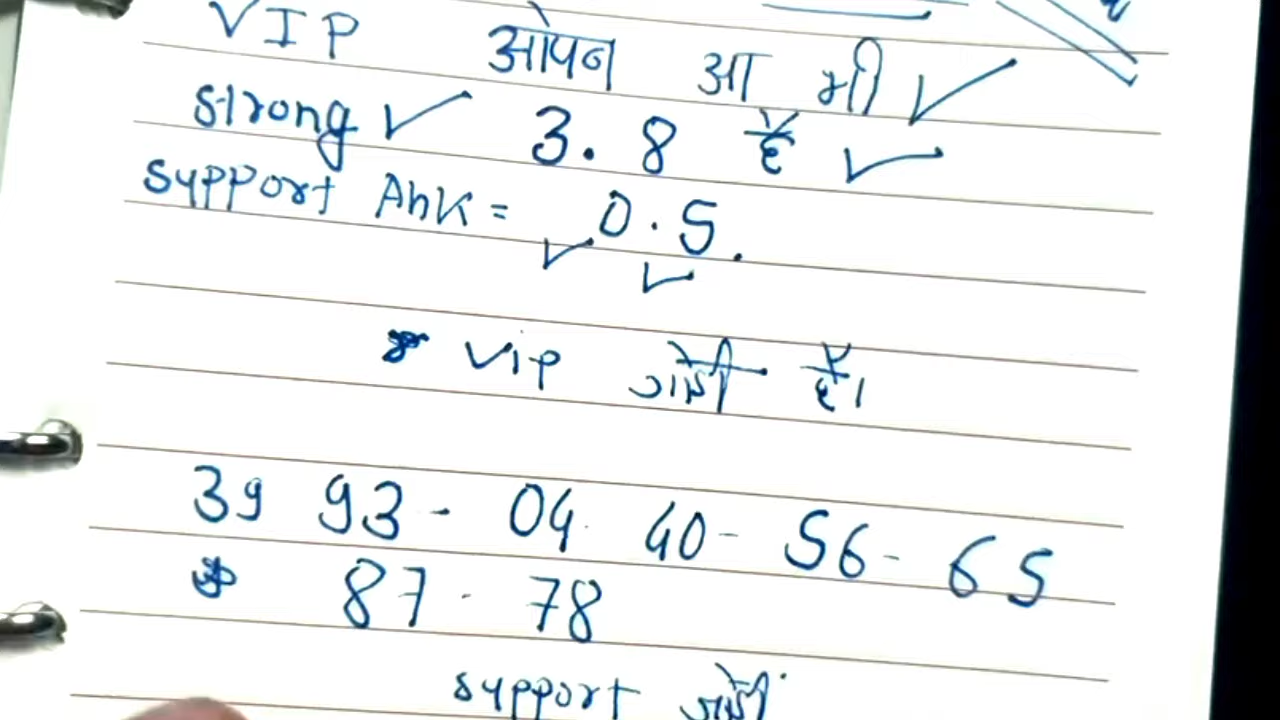 VIP ओपन आ भी ✓
strong ✓ 3. 8 है ✓
support Ank = 0 . 5 .
✓ ✓
Vip जोड़ी है।
39 93 - 04 40 - 56 - 65
87 - 78
support जोड़ी